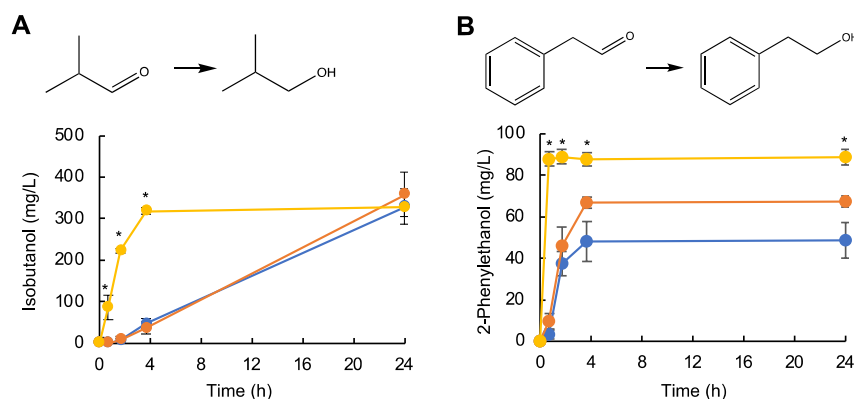 A
O
OH
500
400
300
200
100
0
Isobutanol (mg/L)
*
*
*
0 4 8 12 16 20 24
Time (h)
B
O
OH
100
80
60
40
20
0
2-Phenylethanol (mg/L)
* * * *
0 4 8 12 16 20 24
Time (h)